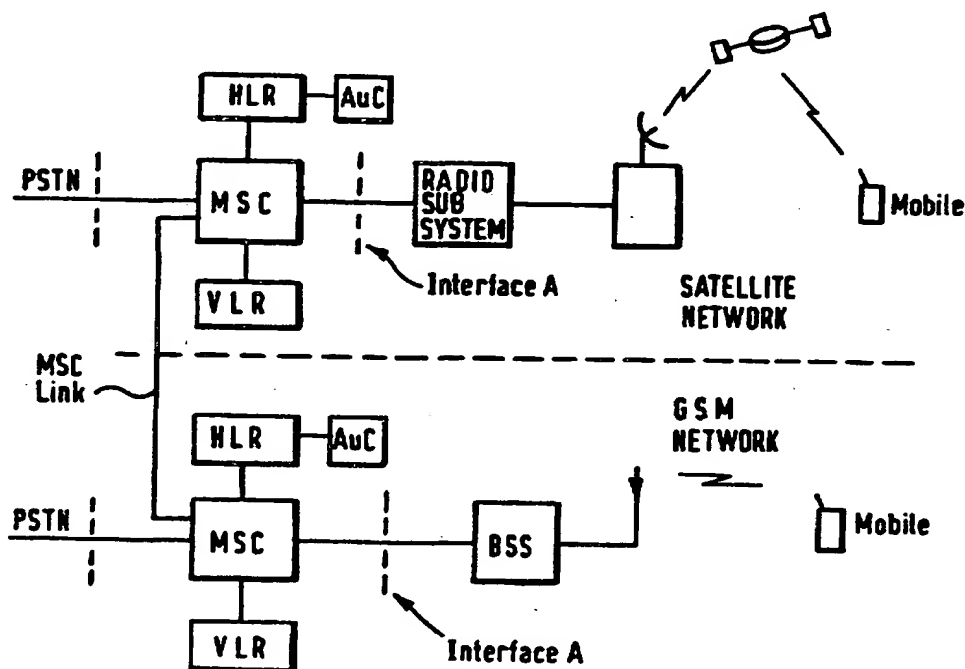 HLR
AuC
PSTN
MSC
RADIO
SUB
SYSTEM
Mobile
Interface A
VLR
SATELLITE
NETWORK
MSC
Link
GSM
NETWORK
HLR
AuC
PSTN
MSC
BSS
Mobile
VLR
Interface A